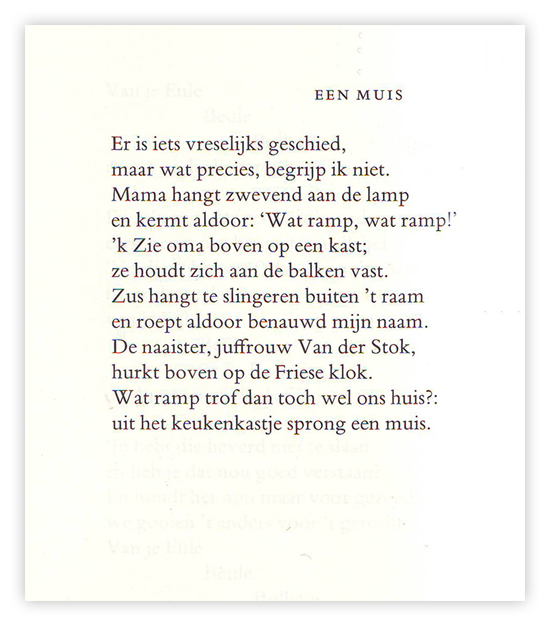 EEN MUIS
Er is iets vreselijks geschied,
maar wat precies, begrijp ik niet.
Mama hangt zwevend aan de lamp
en kermt aldoor: ‘Wat ramp, wat ramp!’
’k Zie oma boven op een kast;
ze houdt zich aan de balken vast.
Zus hangt te slingeren buiten ’t raam
en roept aldoor benauwd mijn naam.
De naaister, juffrouw Van der Stok,
hurkt boven op de Friese klok.
Wat ramp trof dan toch wel ons huis?:
uit het keukenkastje sprong een muis.